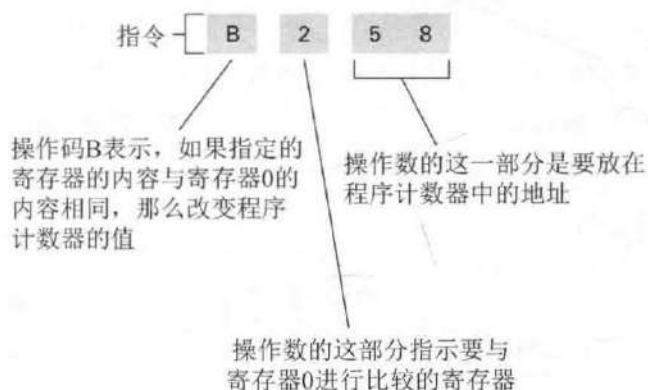 指令 B 2 5 8
操作码B表示，如果指定的
寄存器的内容与寄存器0的
内容相同，那么改变程序
计数器的值
操作数的这一部分是要放在
程序计数器中的地址
操作数的这部分指示要与
寄存器0进行比较的寄存器